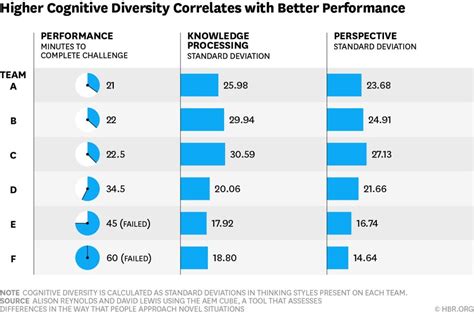 Higher Cognitive Diversity Correlates with Better Performance
PERFORMANCE
MINUTES TO
COMPLETE CHALLENGE
KNOWLEDGE
PROCESSING
STANDARD DEVIATION
PERSPECTIVE
STANDARD DEVIATION
TEAM
A 21 25.98 23.68
B 22 29.94 24.91
C 22.5 30.59 27.13
D 34.5 20.06 21.66
E 45 (FAILED) 17.92 16.74
F 60 (FAILED) 18.80 14.64
NOTE COGNITIVE DIVERSITY IS CALCULATED AS STANDARD DEVIATIONS IN THINKING STYLES PRESENT ON EACH TEAM.
SOURCE ALISON REYNOLDS AND DAVID LEWIS USING THE AEM CUBE, A TOOL THAT ASSESSES
DIFFERENCES IN THE WAY THAT PEOPLE APPROACH NOVEL SITUATIONS
© HBR.ORG